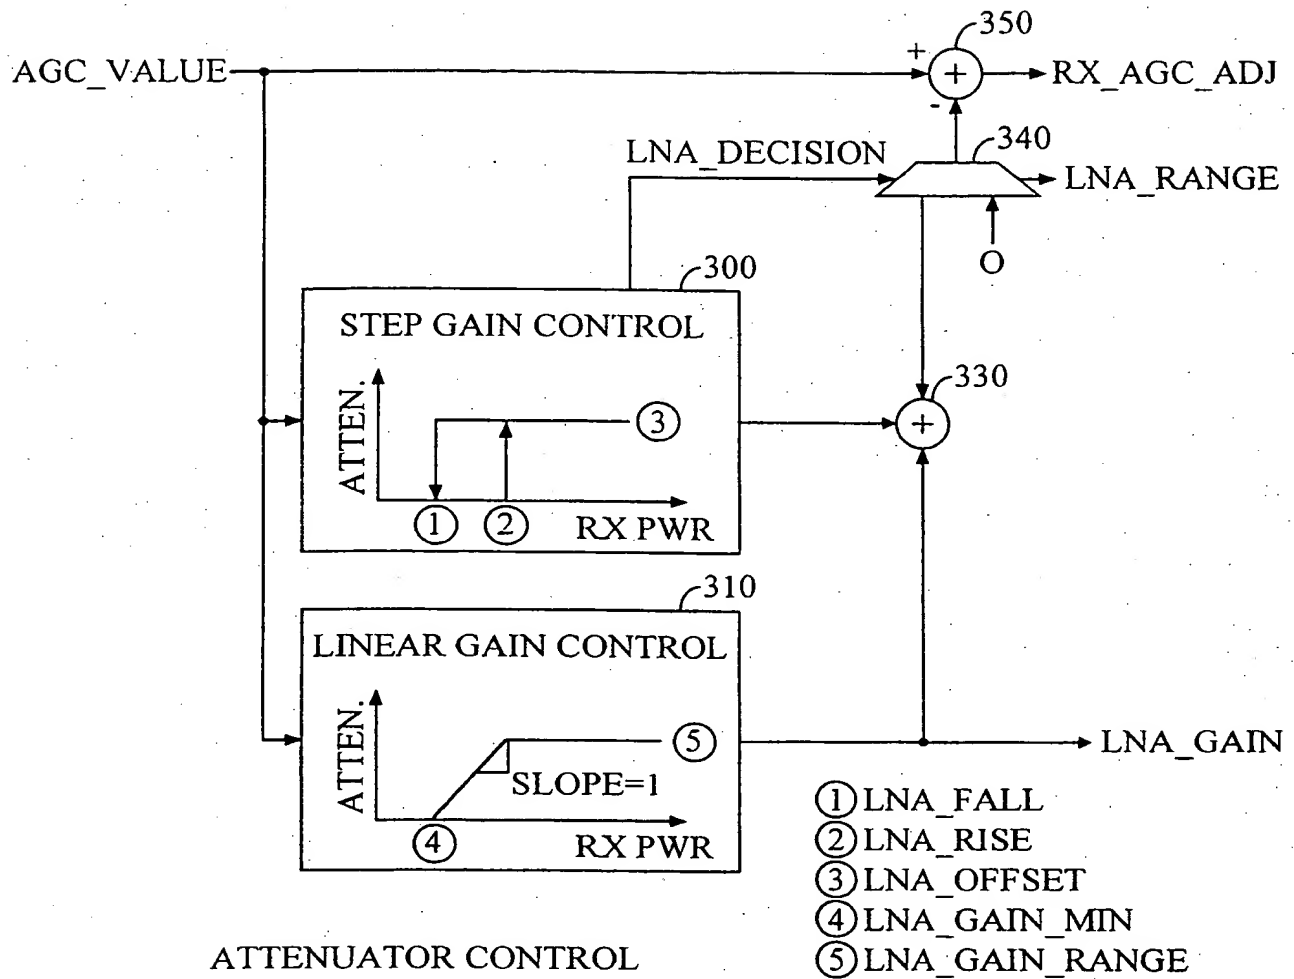 350
AGC_VALUE
+
+
RX_AGC_ADJ
-
340
LNA_DECISION
LNA_RANGE
O
300
STEP GAIN CONTROL
ATTEN.
3
1
2
RX PWR
330
+
310
LINEAR GAIN CONTROL
ATTEN.
5
SLOPE=1
4
RX PWR
LNA_GAIN
1 LNA_FALL
2 LNA_RISE
3 LNA_OFFSET
4 LNA_GAIN_MIN
5 LNA_GAIN_RANGE
ATTENUATOR CONTROL